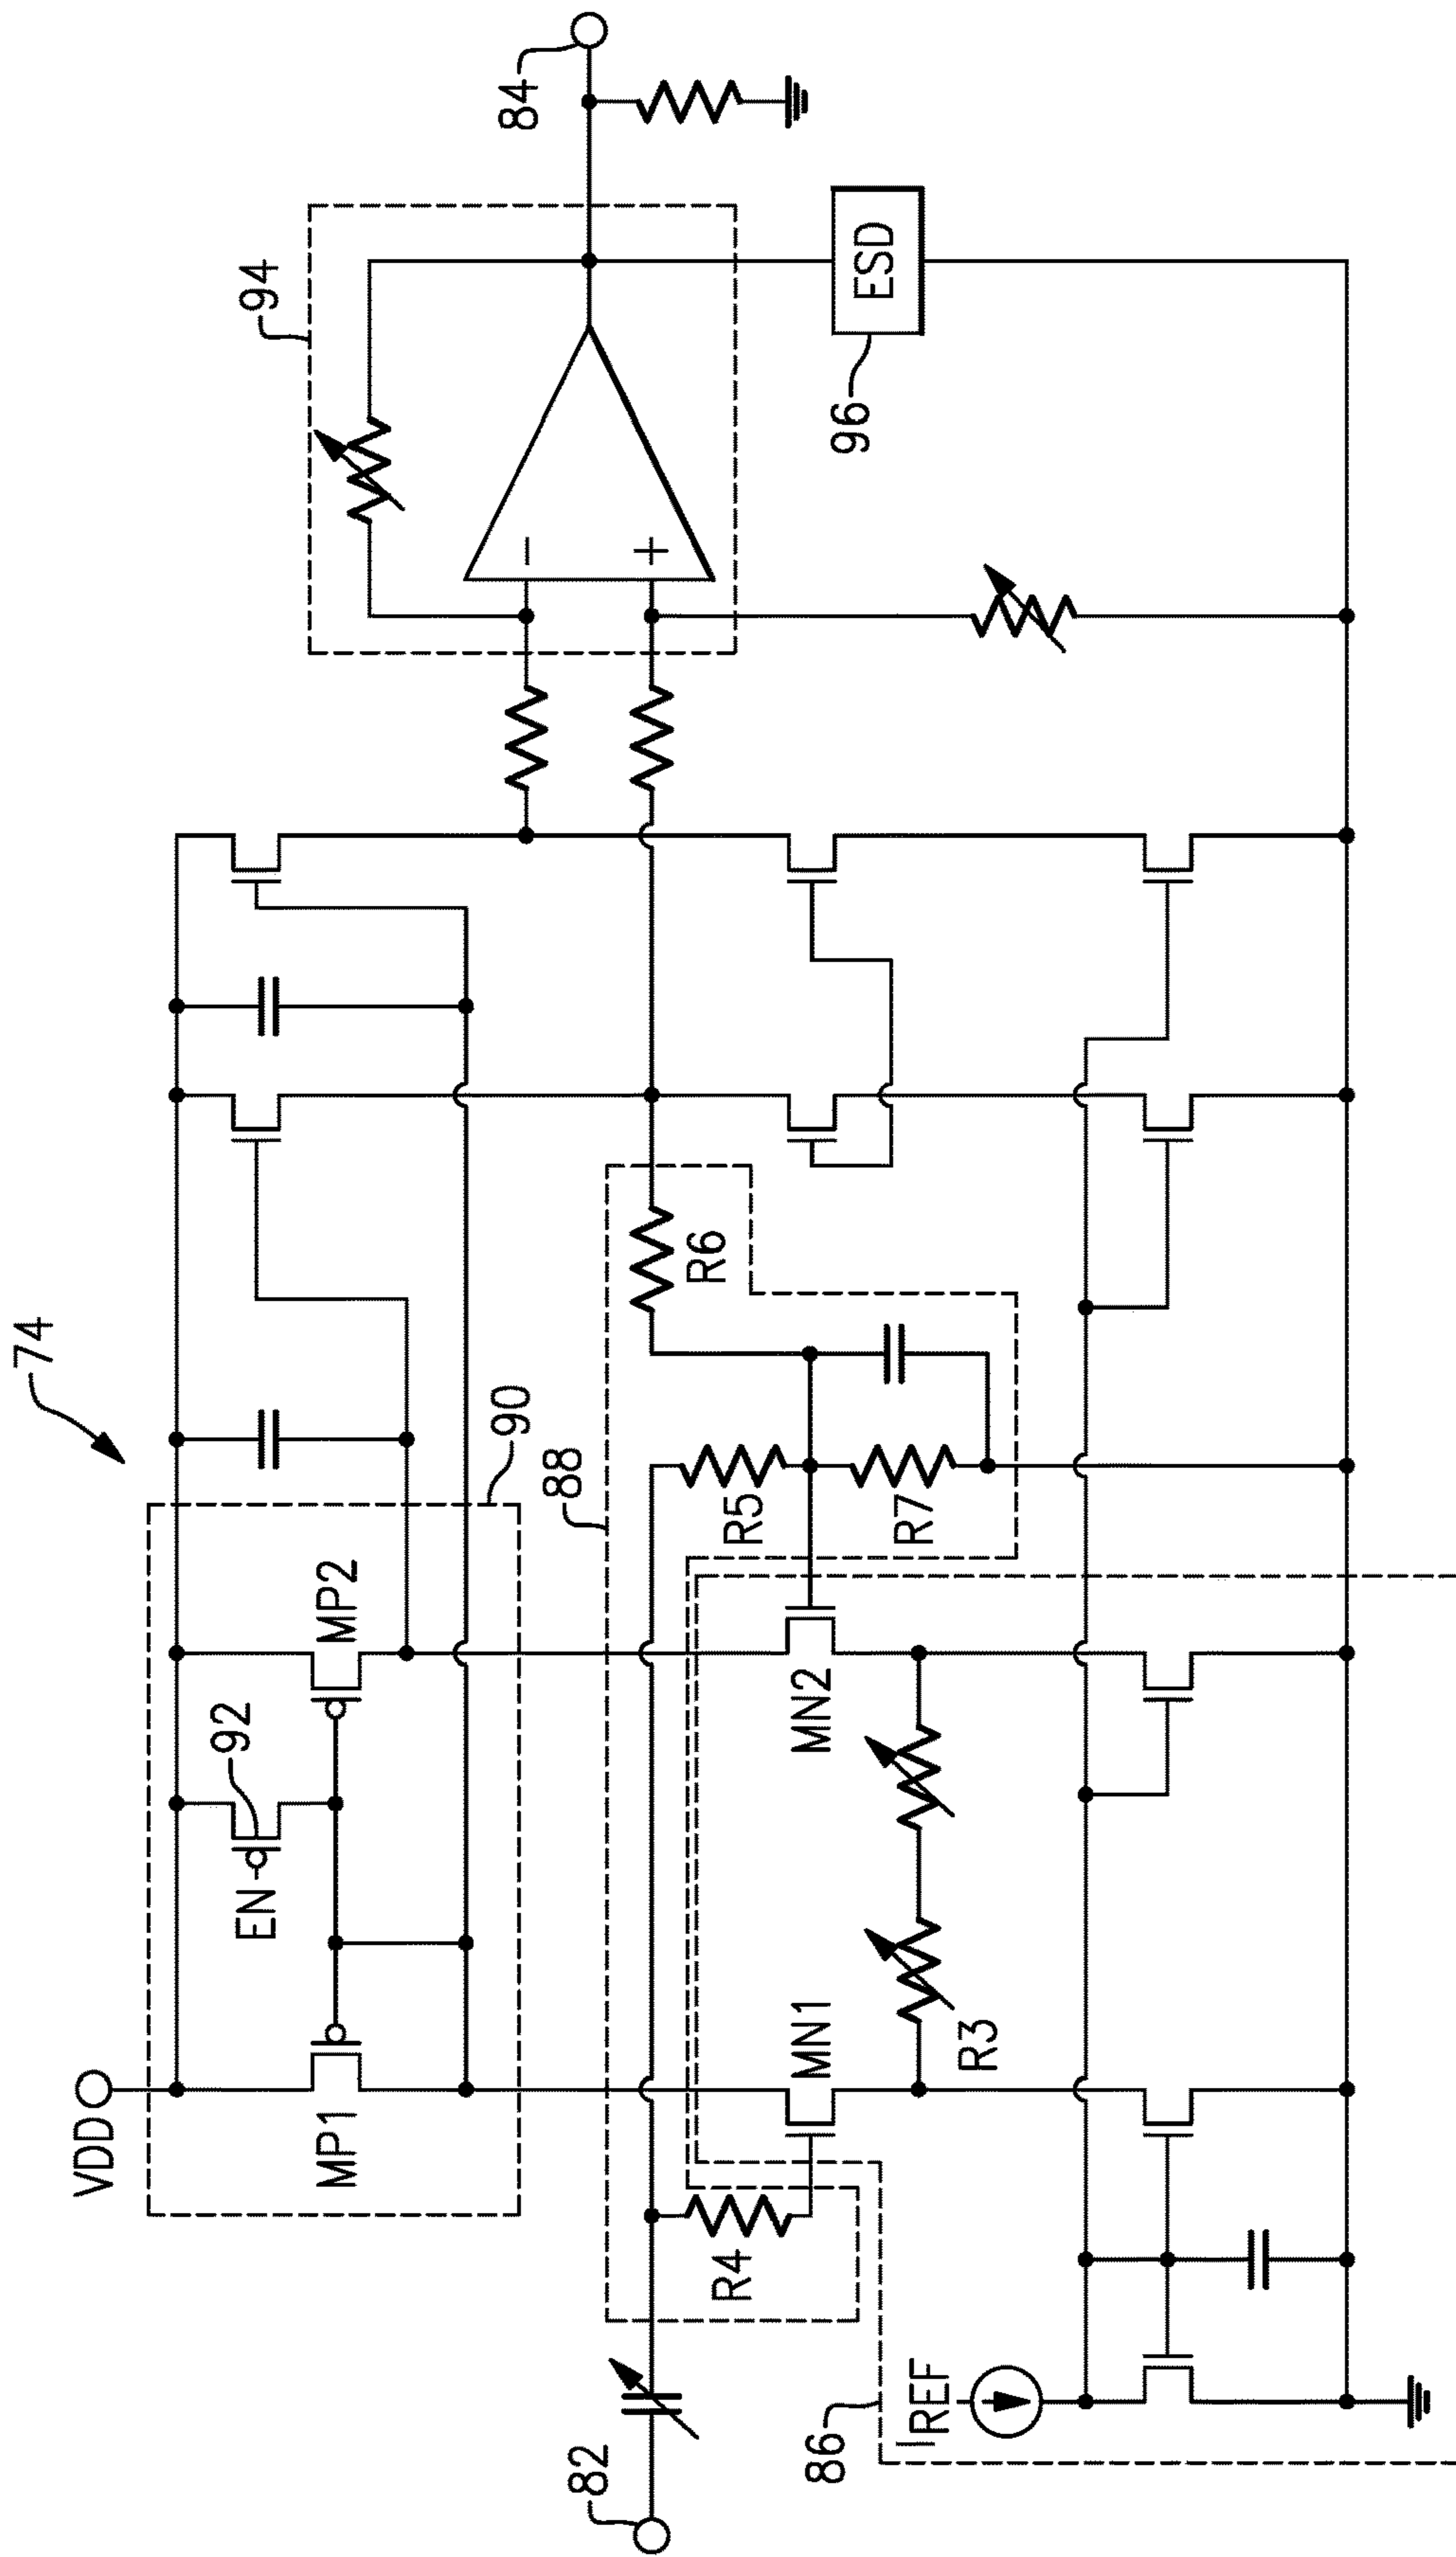 74
VDD
MP1
EN
92
MP2
90
88
R4
R5
R6
R7
82
MN1
MN2
R3
86
IREF
94
−
+
84
ESD
96